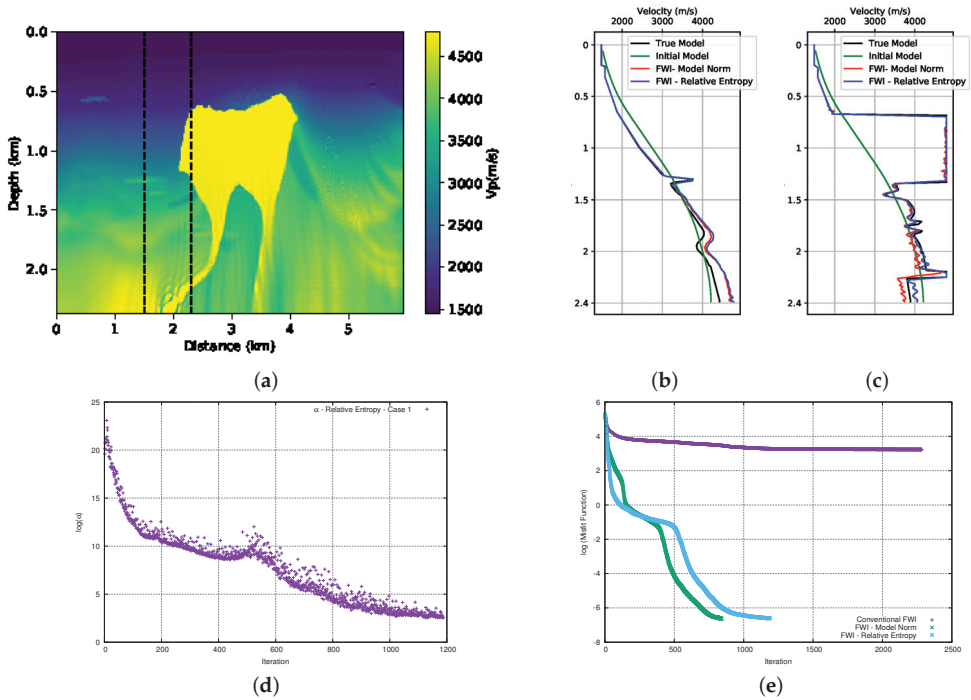 0.0
0.5
1.0
1.5
2.0
Depth {km}
0 1 2 3 4 5
Distance {km}
4500
4000
3500
3000
2500
2000
1500
Vp{m/s}
(a)
Velocity (m/s)
2000 3000 4000
True Model
Initial Model
FWI- Model Norm
FWI - Relative Entropy
0
0.5
1
1.5
2
2.4
(b)
Velocity (m/s)
2000 3000 4000
True Model
Initial Model
FWI- Model Norm
FWI - Relative Entropy
0
0.5
1
1.5
2
2.4
(c)
25
20
15
10
5
0
log(α)
α - Relative Entropy - Case 1
0 200 400 600 800 1000 1200
Iteration
(d)
6
4
2
0
-2
-4
-6
-8
log (Misfit Function)
Conventional FWI
FWI - Model Norm
FWI - Relative Entropy
0 500 1000 1500 2000 2500
Iteration
(e)